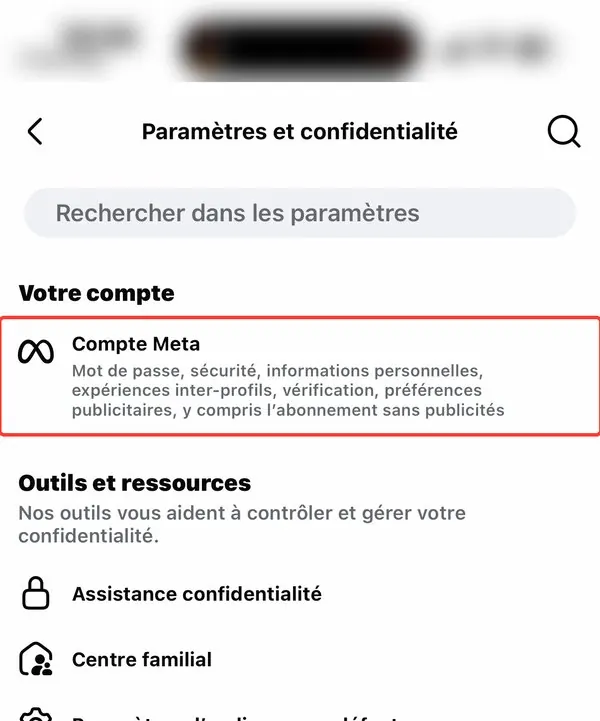 Paramètres et confidentialité
Rechercher dans les paramètres
Votre compte
Compte Meta
Mot de passe, sécurité, informations personnelles,
expériences inter-profils, vérification, préférences
publicitaires, y compris l’abonnement sans publicités
Outils et ressources
Nos outils vous aident à contrôler et gérer votre
confidentialité.
Assistance confidentialité
Centre familial